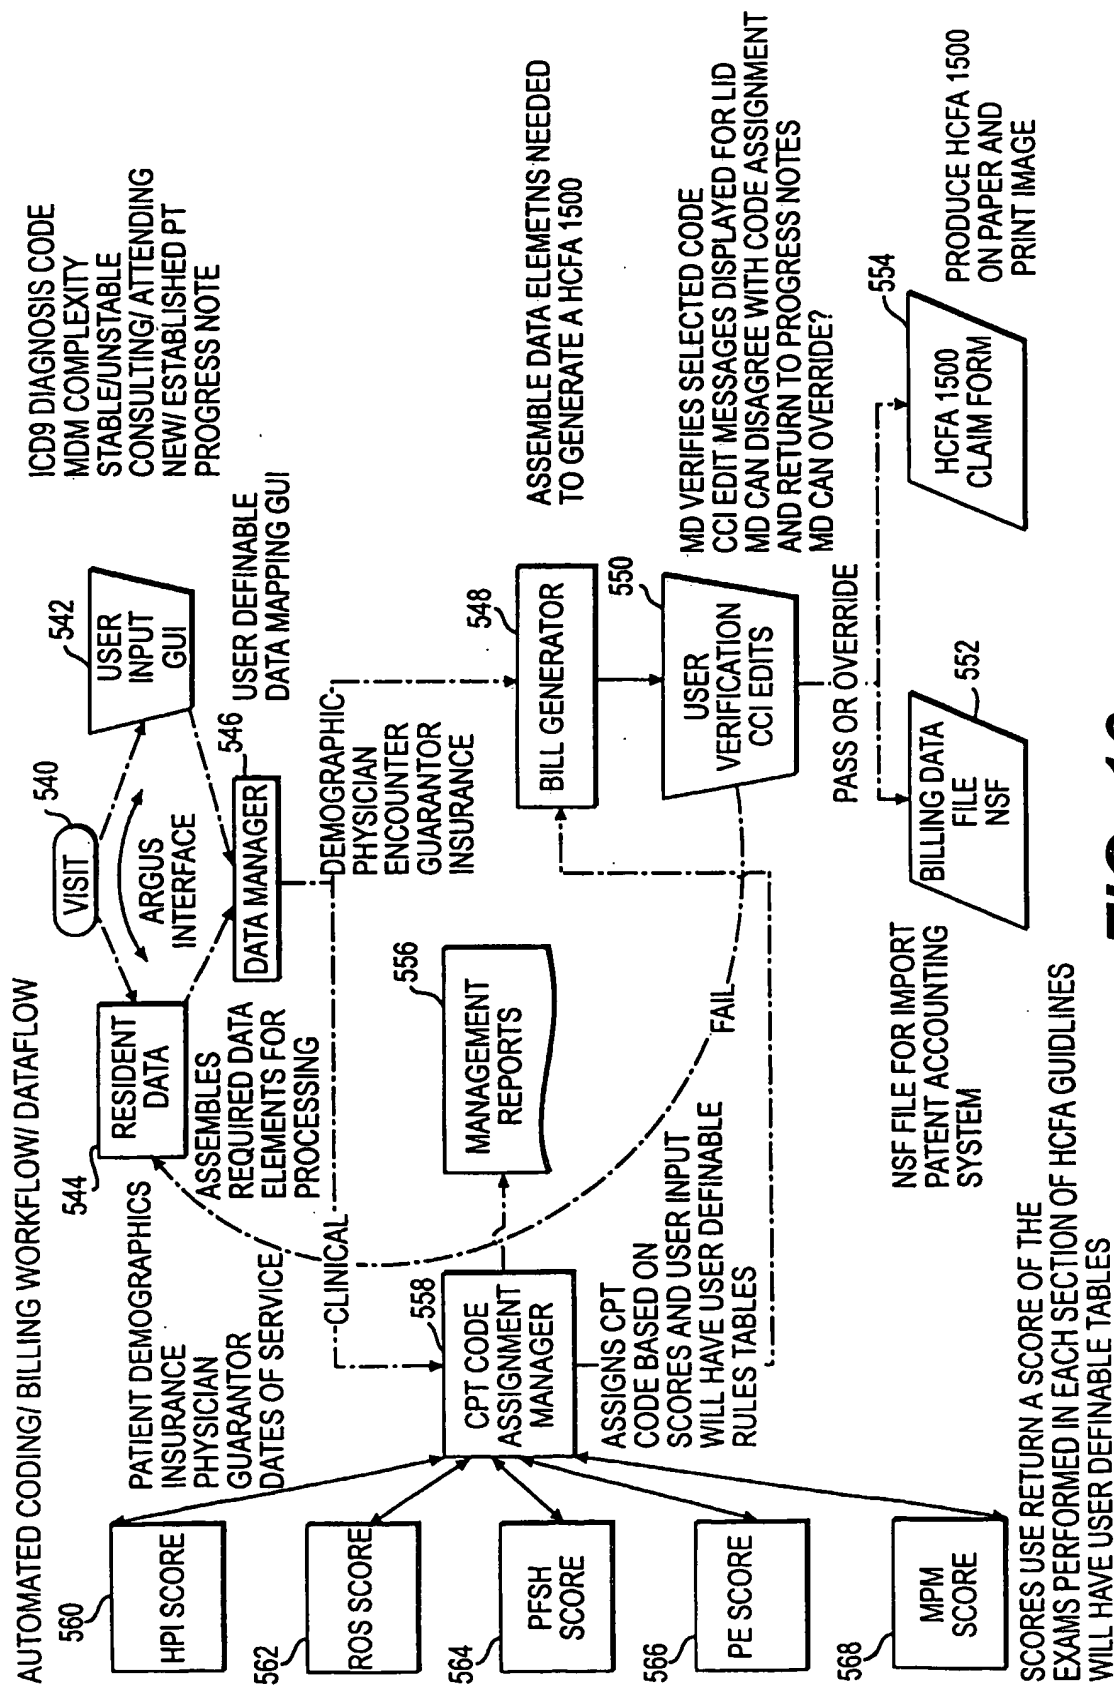 AUTOMATED CODING/ BILLING WORKFLOW/ DATAFLOW
540
VISIT
ARGUS
INTERFACE
542
USER
INPUT
GUI
ICD9 DIAGNOSIS CODE
MDM COMPLEXITY
STABLE/UNSTABLE
CONSULTING/ ATTENDING
NEW/ ESTABLISHED PT
PROGRESS NOTE
544
RESIDENT
DATA
PATIENT DEMOGRAPHICS
INSURANCE
PHYSICIAN
GUARANTOR
DATES OF SERVICE
546
DATA MANAGER
USER DEFINABLE
DATA MAPPING GUI
ASSEMBLES
REQUIRED DATA
ELEMENTS FOR
PROCESSING
CLINICAL
DEMOGRAPHIC
PHYSICIAN
ENCOUNTER
GUARANTOR
INSURANCE
560
HPI SCORE
562
ROS SCORE
564
PFSH
SCORE
566
PE SCORE
568
MPM
SCORE
558
CPT CODE
ASSIGNMENT
MANAGER
ASSIGNS CPT
CODE BASED ON
SCORES AND USER INPUT
WILL HAVE USER DEFINABLE
RULES TABLES
556
MANAGEMENT
REPORTS
548
BILL GENERATOR
ASSEMBLE DATA ELEMETNS NEEDED
TO GENERATE A HCFA 1500
550
USER
VERIFICATION
CCI EDITS
MD VERIFIES SELECTED CODE
CCI EDIT MESSAGES DISPLAYED FOR LID
MD CAN DISAGREE WITH CODE ASSIGNMENT
AND RETURN TO PROGRESS NOTES
MD CAN OVERRIDE?
FAIL
PASS OR OVERRIDE
552
BILLING DATA
FILE
NSF
NSF FILE FOR IMPORT
PATENT ACCOUNTING
SYSTEM
554
HCFA 1500
CLAIM FORM
PRODUCE HCFA 1500
ON PAPER AND
PRINT IMAGE
SCORES USE RETURN A SCORE OF THE
EXAMS PERFORMED IN EACH SECTION OF HCFA GUIDLINES
WILL HAVE USER DEFINABLE TABLES